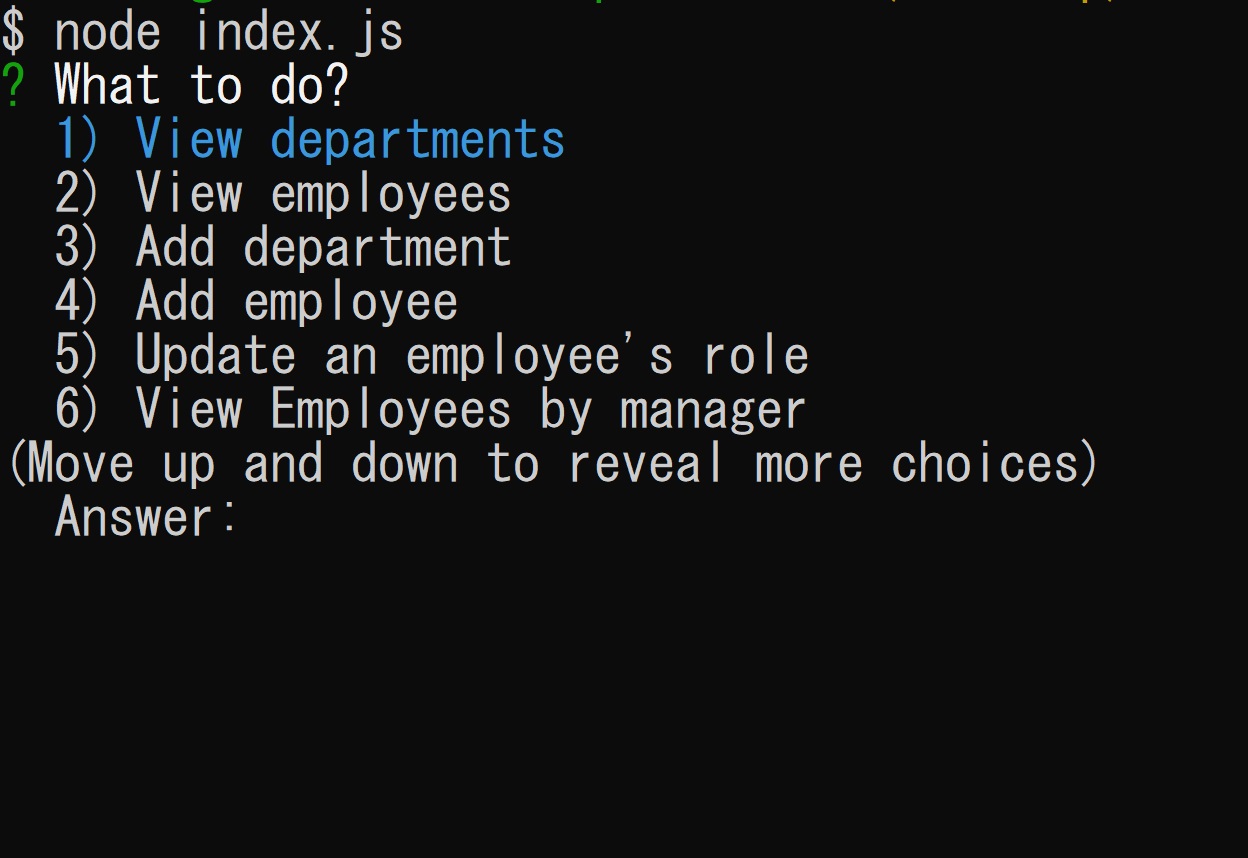 $ node index.js
? What to do?
1) View departments
2) View employees
3) Add department
4) Add employee
5) Update an employee's role
6) View Employees by manager
(Move up and down to reveal more choices)
Answer: